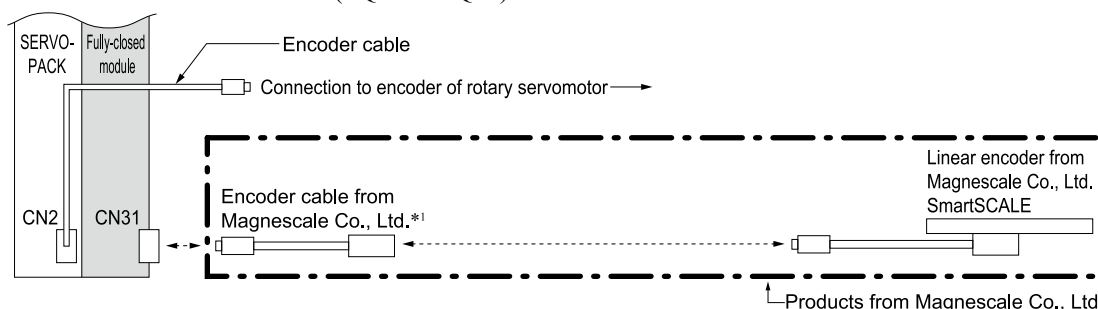 SERVO-
PACK
Fully-closed
module
Encoder cable
Connection to encoder of rotary servomotor
CN2
CN31
Encoder cable from
Magnescale Co., Ltd.*1
Linear encoder from
Magnescale Co., Ltd.
SmartSCALE
Products from Magnescale Co., Ltd